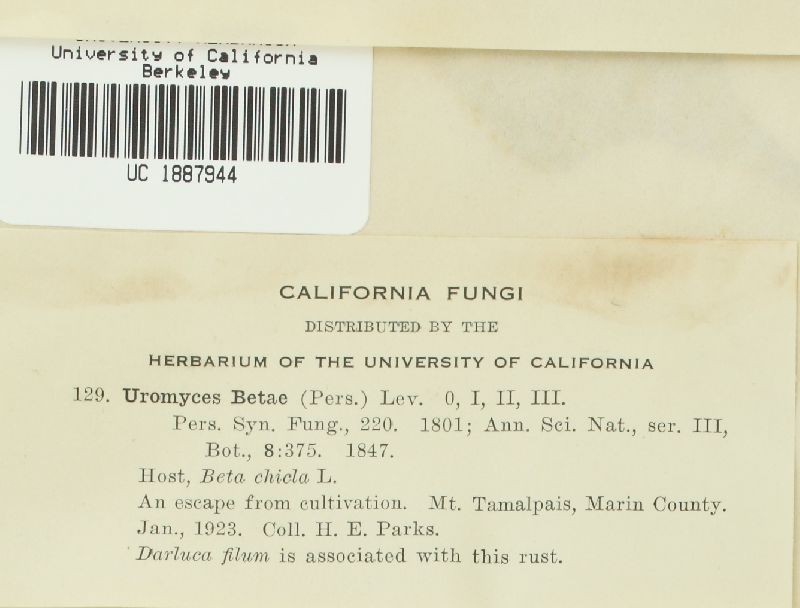 University of California
Berkeley
UC 1887944
CALIFORNIA FUNGI
DISTRIBUTED BY THE
HERBARIUM OF THE UNIVERSITY OF CALIFORNIA
129. Uromyces Betae (Pers.) Lev. 0, I, II, III.
Pers. Syn. Fung., 220. 1801; Ann. Sci. Nat., ser. III,
Bot., 8:375. 1847.
Host, Beta chicla L.
An escape from cultivation. Mt. Tamalpais, Marin County.
Jan., 1923. Coll. H. E. Parks.
Darluca filum is associated with this rust.